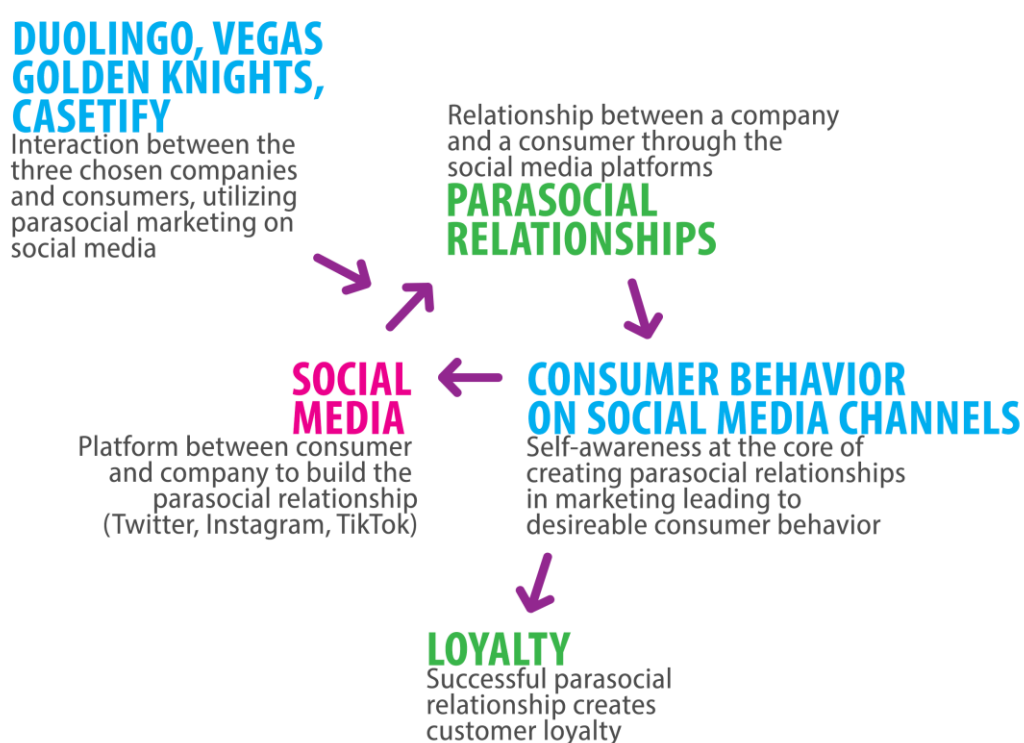 DUOLINGO, VEGAS
GOLDEN KNIGHTS,
CASETIFY
Interaction between the
three chosen companies
and consumers, utilizing
parasocial marketing on
social media
Relationship between a company
and a consumer through the
social media platforms
PARASOCIAL
RELATIONSHIPS
SOCIAL
MEDIA
Platform between consumer
and company to build the
parasocial relationship
(Twitter, Instagram, TikTok)
CONSUMER BEHAVIOR
ON SOCIAL MEDIA CHANNELS
Self-awareness at the core of
creating parasocial relationships
in marketing leading to
desireable consumer behavior
LOYALTY
Successful parasocial
relationship creates
customer loyalty